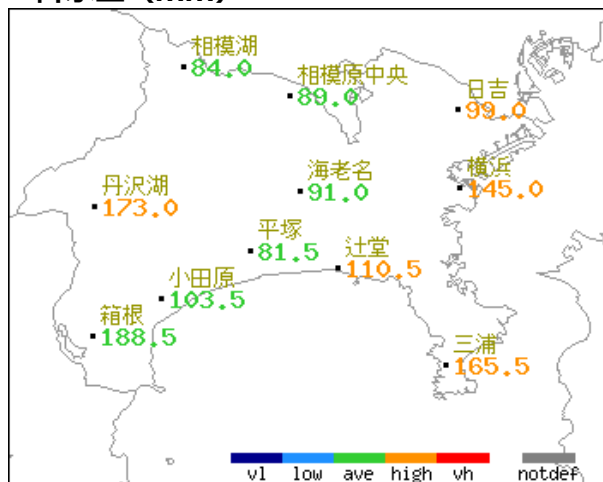 (mm)
相模湖
84.0
相模原中央
89.0
日吉
99.0
海老名
91.0
横浜
145.0
丹沢湖
173.0
平塚
81.5
辻堂
110.5
小田原
103.5
箱根
188.5
三浦
165.5
vl low ave high vh notdef